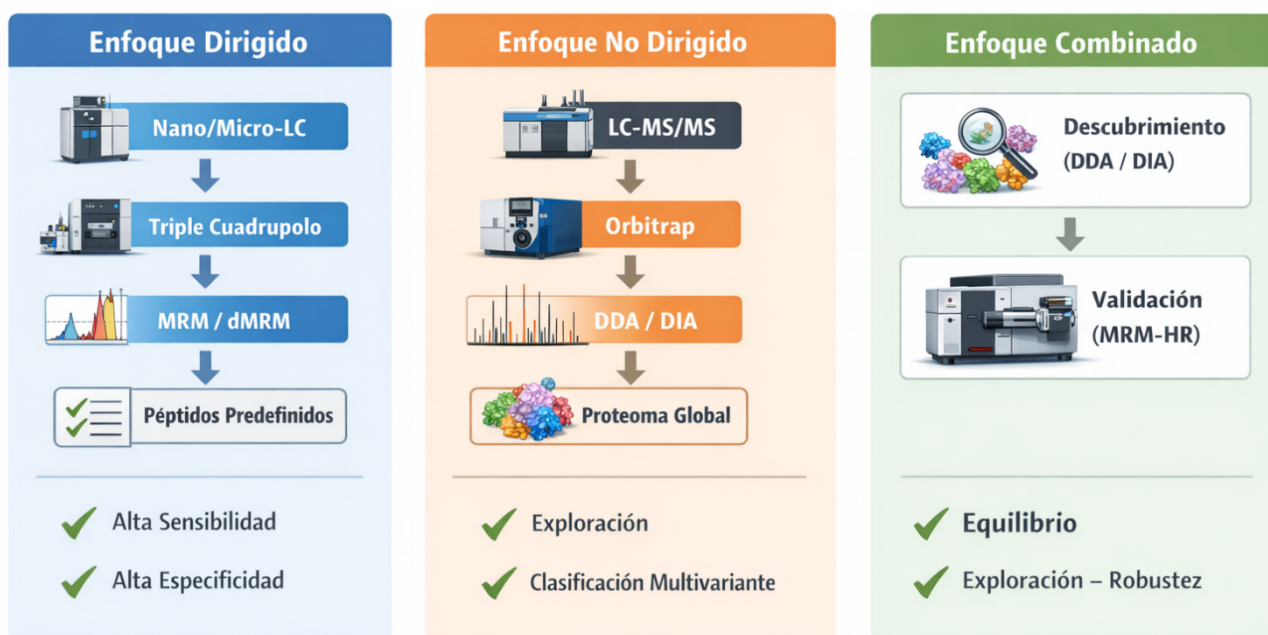 Enfoque Dirigido
Nano/Micro-LC
Triple Cuadrupolo
MRM / dMRM
Péptidos Predefinidos
Alta Sensibilidad
Alta Especificidad
Enfoque No Dirigido
LC-MS/MS
Orbitrap
DDA / DIA
Proteoma Global
Exploración
Clasificación Multivariante
Enfoque Combinado
Descubrimiento
(DDA / DIA)
Validación
(MRM-HR)
Equilibrio
Exploración – Robustez